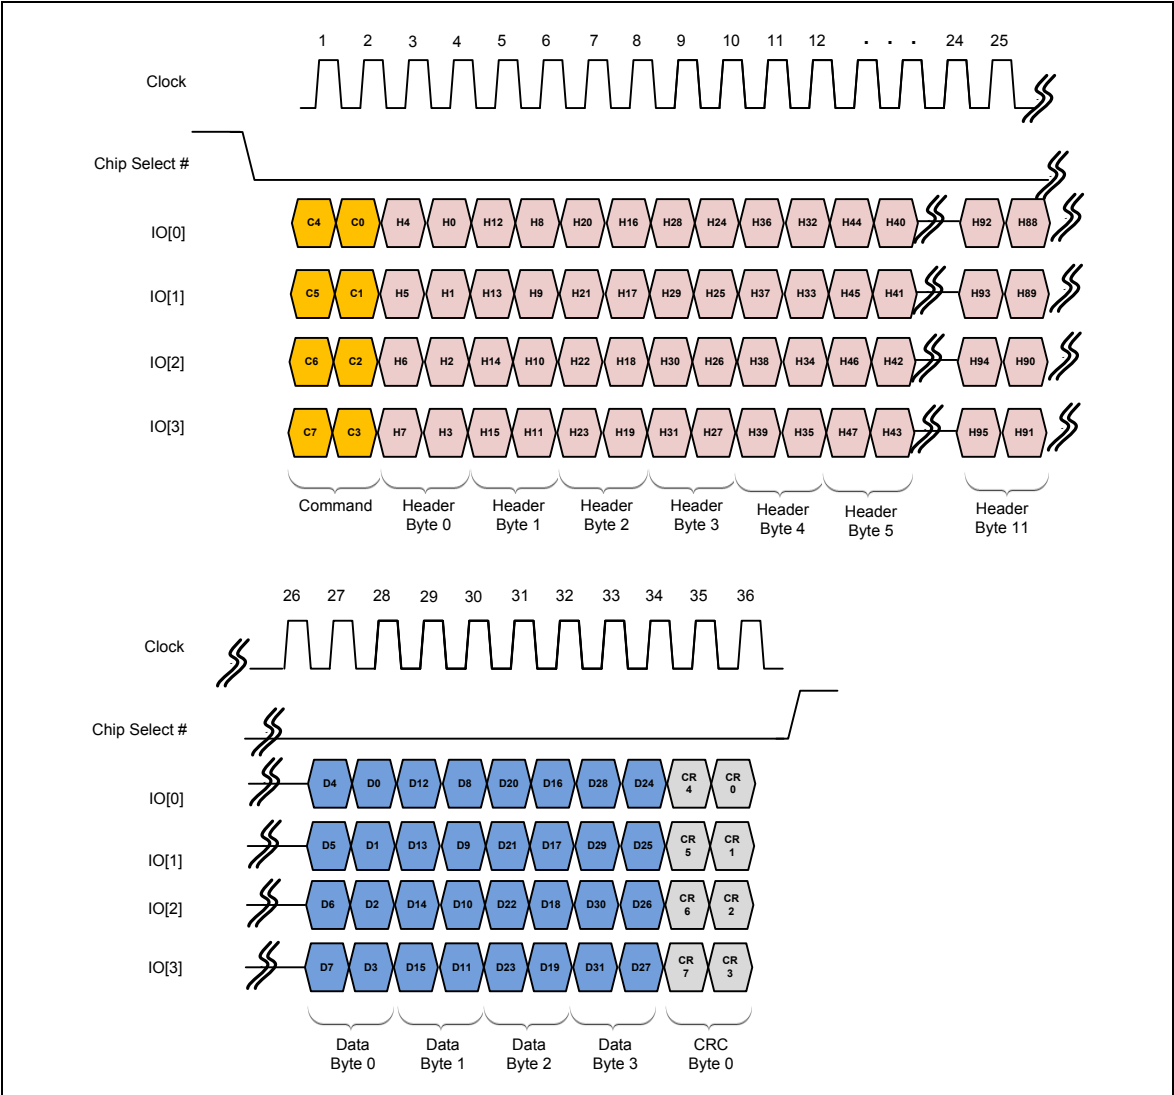 1 2 3 4 5 6 7 8 9 10 11 12 . . . 24 25
Clock
Chip Select #
IO[0] C4 C0 H4 H0 H12 H8 H20 H16 H28 H24 H36 H32 H44 H40 H92 H88
IO[1] C5 C1 H5 H1 H13 H9 H21 H17 H29 H25 H37 H33 H45 H41 H93 H89
IO[2] C6 C2 H6 H2 H14 H10 H22 H18 H30 H26 H38 H34 H46 H42 H94 H90
IO[3] C7 C3 H7 H3 H15 H11 H23 H19 H31 H27 H39 H35 H47 H43 H95 H91
Command Header Header Header Header Header Header Header
Byte 0 Byte 1 Byte 2 Byte 3 Byte 4 Byte 5 Byte 11
26 27 28 29 30 31 32 33 34 35 36
Clock
Chip Select #
IO[0] D4 D0 D12 D8 D20 D16 D28 D24 CR 4 CR 0
IO[1] D5 D1 D13 D9 D21 D17 D29 D25 CR 5 CR 1
IO[2] D6 D2 D14 D10 D22 D18 D30 D26 CR 6 CR 2
IO[3] D7 D3 D15 D11 D23 D19 D31 D27 CR 7 CR 3
Data Data Data Data CRC
Byte 0 Byte 1 Byte 2 Byte 3 Byte 0